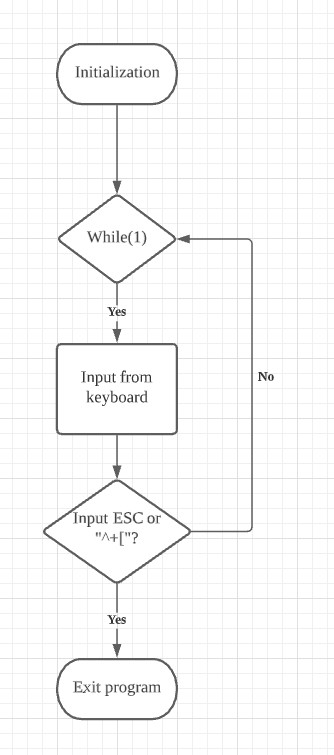 Initialization
While(1)
Yes
Input from
keyboard
No
Input ESC or
"^+["?
Yes
Exit program